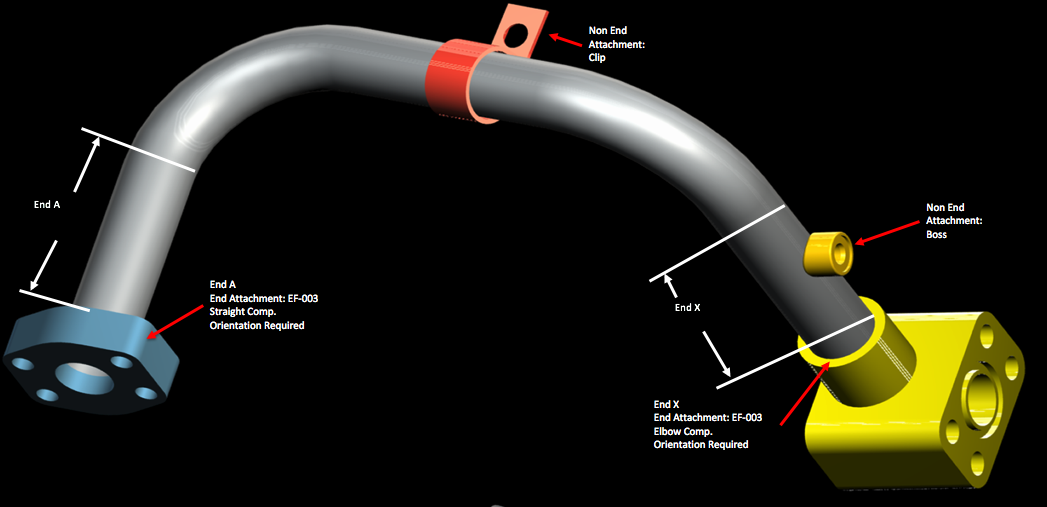 Non End
Attachment:
Clip
End A
Non End
Attachment:
Boss
End A
End Attachment: EF-003
Straight Comp.
Orientation Required
End X
End X
End Attachment: EF-003
Elbow Comp.
Orientation Required